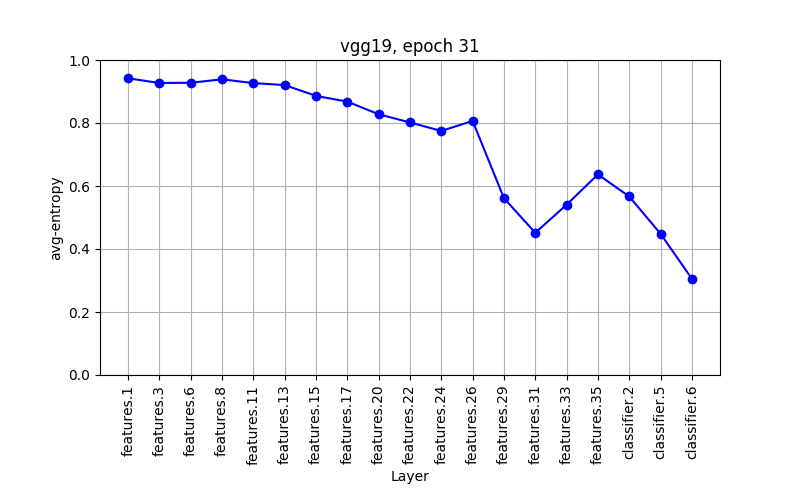 vgg19, epoch 31
1.0
0.8
0.6
0.4
0.2
0.0
avg-entropy
features.1
features.3
features.6
features.8
features.11
features.13
features.15
features.17
features.20
features.22
features.24
features.26
features.29
features.31
features.33
features.35
classifier.2
classifier.5
classifier.6
Layer